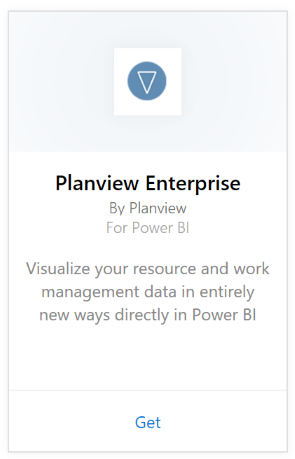 Planview Enterprise
By Planview
For Power BI
Visualize your resource and work
management data in entirely
new ways directly in Power BI
Get